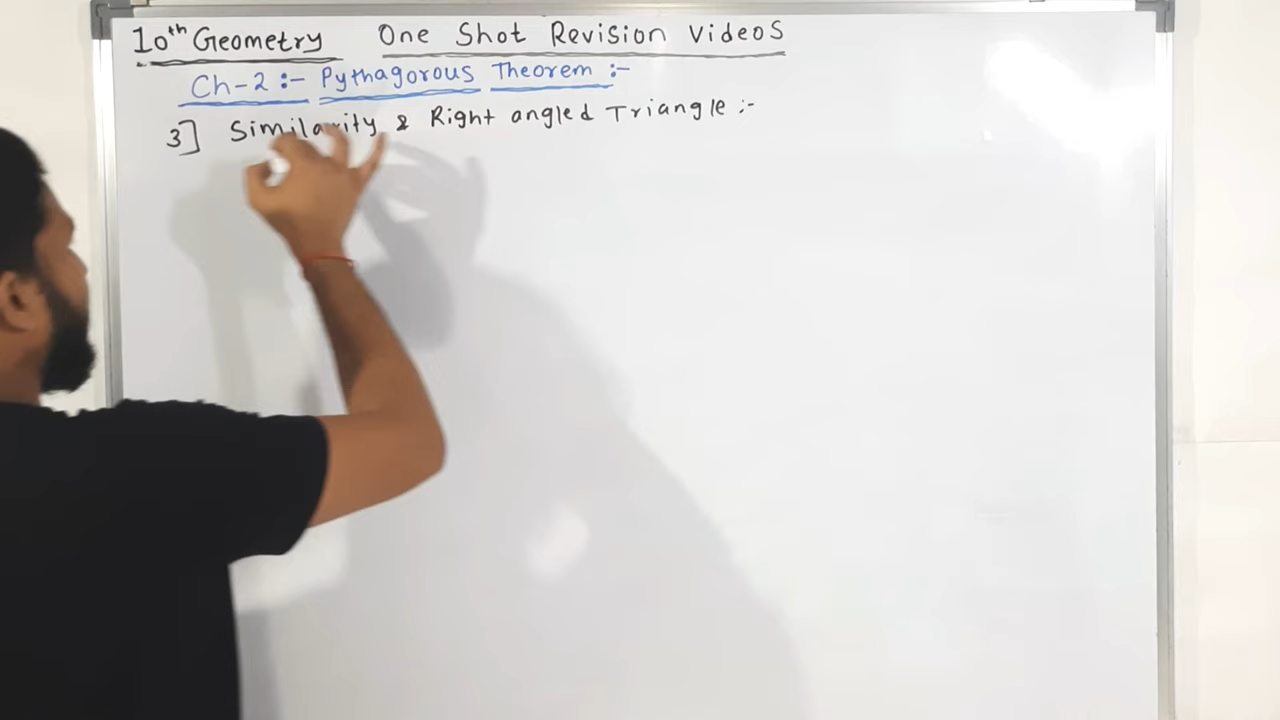 10th Geometry One Shot Revision Videos
Ch-2 :- Pythagorous Theorem :-
3] Similarity & Right angled Triangle :-